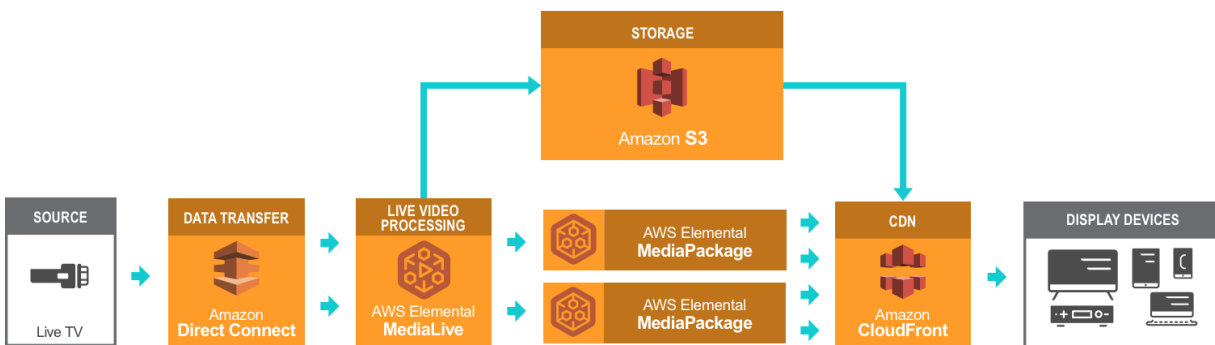 STORAGE
Amazon S3
SOURCE
Live TV
DATA TRANSFER
Amazon
Direct Connect
LIVE VIDEO
PROCESSING
AWS Elemental
MediaLive
AWS Elemental
MediaPackage
AWS Elemental
MediaPackage
CDN
Amazon
CloudFront
DISPLAY DEVICES